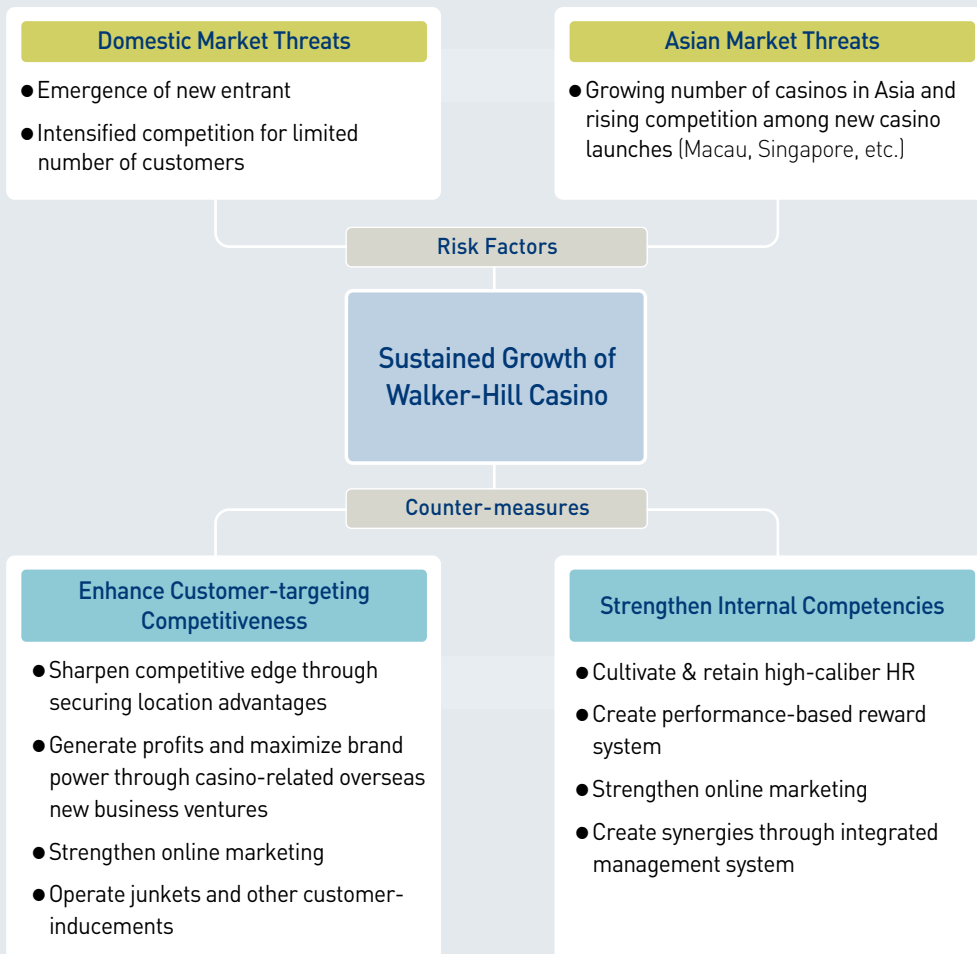 Domestic Market Threats
● Emergence of new entrant
● Intensified competition for limited
number of customers
Asian Market Threats
● Growing number of casinos in Asia and
rising competition among new casino
launches (Macau, Singapore, etc.)
Risk Factors
Sustained Growth of
Walker-Hill Casino
Counter-measures
Enhance Customer-targeting
Competitiveness
● Sharpen competitive edge through
securing location advantages
● Generate profits and maximize brand
power through casino-related overseas
new business ventures
● Strengthen online marketing
● Operate junkets and other customer-
inducements
Strengthen Internal Competencies
● Cultivate & retain high-caliber HR
● Create performance-based reward
system
● Strengthen online marketing
● Create synergies through integrated
management system